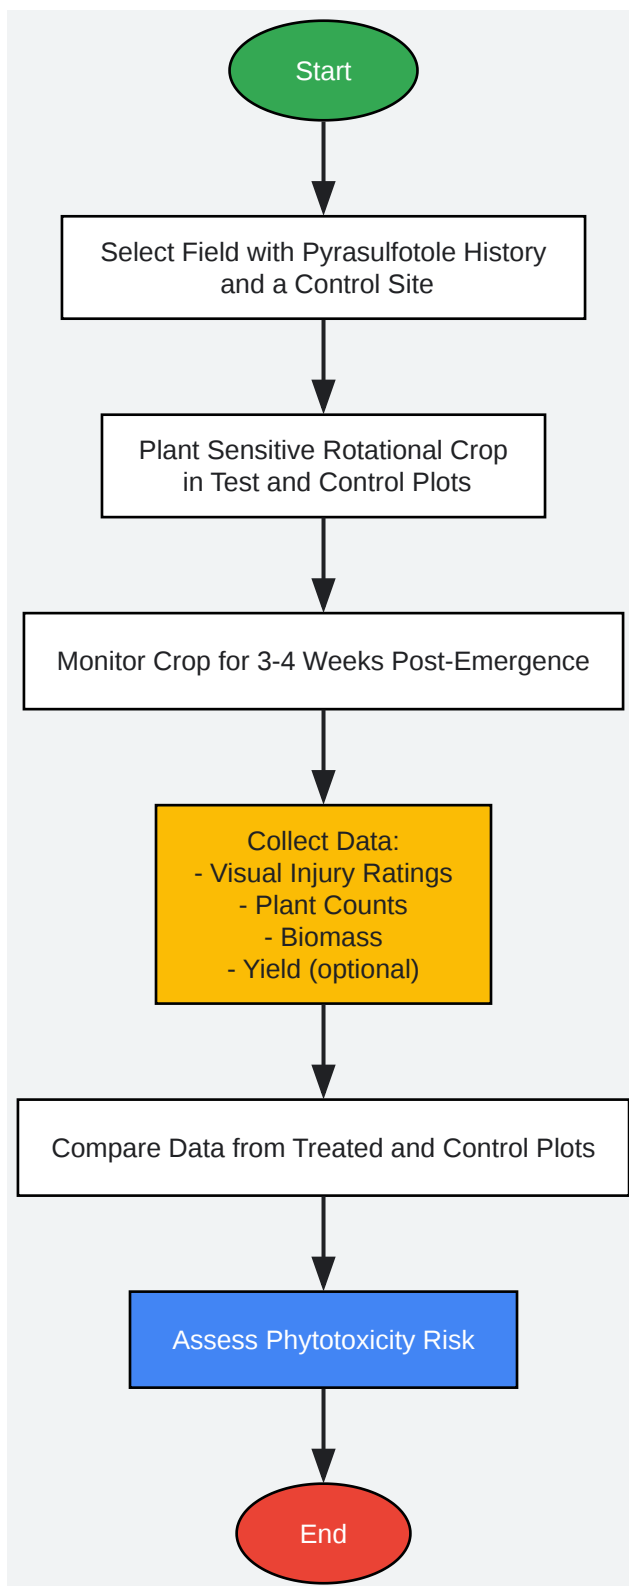 Start
Select Field with Pyrasulfotole History
and a Control Site
Plant Sensitive Rotational Crop
in Test and Control Plots
Monitor Crop for 3-4 Weeks Post-Emergence
Collect Data:
- Visual Injury Ratings
- Plant Counts
- Biomass
- Yield (optional)
Compare Data from Treated and Control Plots
Assess Phytotoxicity Risk
End